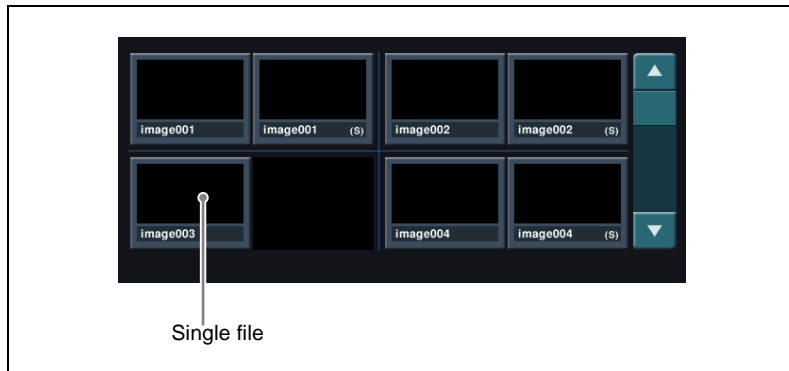 image001
image001 (S)
image002
image002 (S)
image003
image004
image004 (S)
Single file